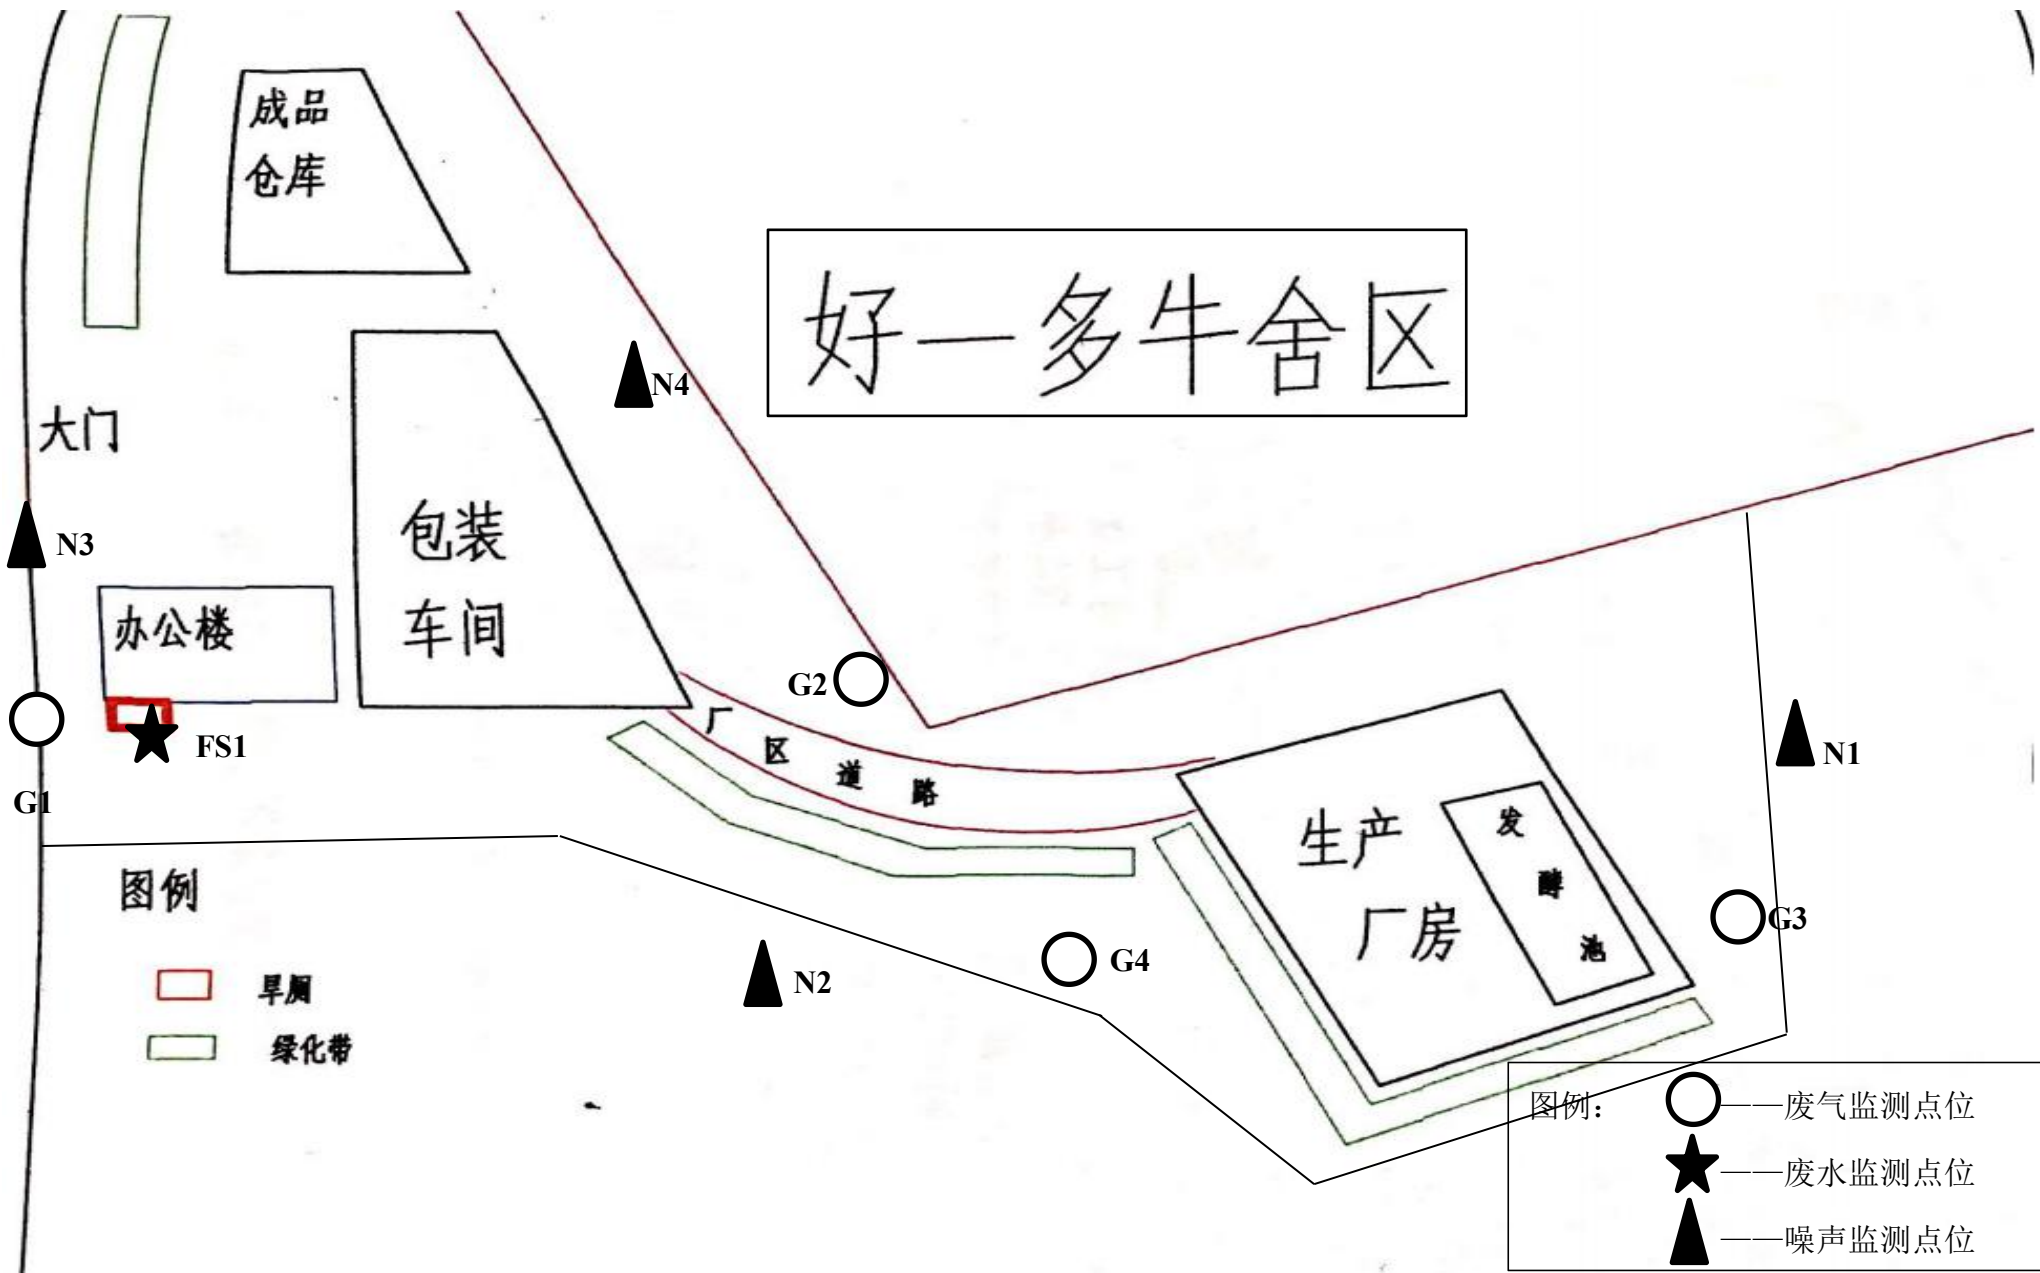 成品
仓库
好一多牛舍区
N4
大门
包装
车间
N3
办公楼
G2
FS1
厂区道路
N1
G1
生产
厂房
发酵池
图例
G3
G4
N2
旱厕
绿化带
图例：
——废气监测点位
——废水监测点位
——噪声监测点位